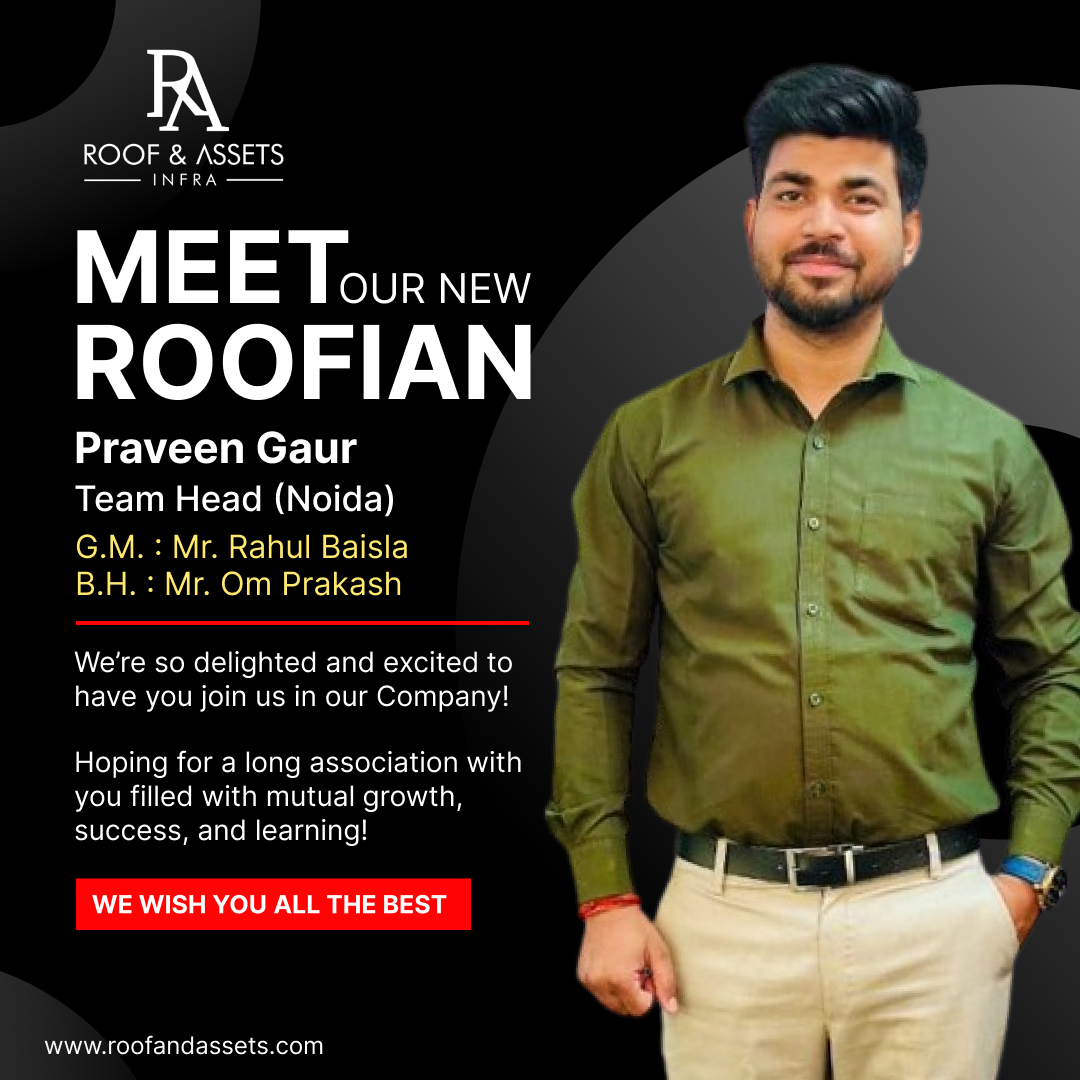 RA
ROOF & ASSETS
INFRA
MEET OUR NEW
ROOFIAN
Praveen Gaur
Team Head (Noida)
G.M. : Mr. Rahul Baisla
B.H. : Mr. Om Prakash
We’re so delighted and excited to
have you join us in our Company!
Hoping for a long association with
you filled with mutual growth,
success, and learning!
WE WISH YOU ALL THE BEST
www.roofandassets.com